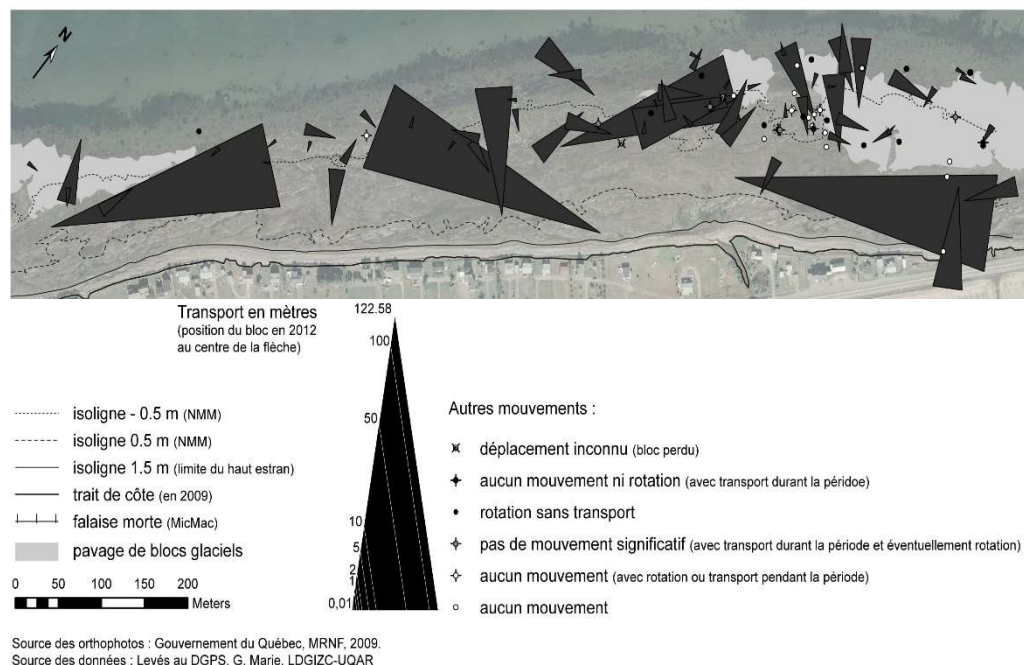 N
Transport en mètres
(position du bloc en 2012
au centre de la flèche)
122.58
100
50
10
5
2
1
0,01
isoligne - 0.5 m (NMM)
isoligne 0.5 m (NMM)
isoligne 1.5 m (limite du haut estran)
trait de côte (en 2009)
falaise morte (MicMac)
pavage de blocs glaciels
0 50 100 150 200
Meters
Autres mouvements :
déplacement inconnu (bloc perdu)
aucun mouvement ni rotation (avec transport durant la péridoe)
rotation sans transport
pas de mouvement significatif (avec transport durant la période et éventuellement rotation)
aucun mouvement (avec rotation ou transport pendant la période)
aucun mouvement
Source des orthophotos : Gouvernement du Québec, MRNF, 2009.
Source des données : Levés au DGPS, G. Marie, LDGIZC-UQAR